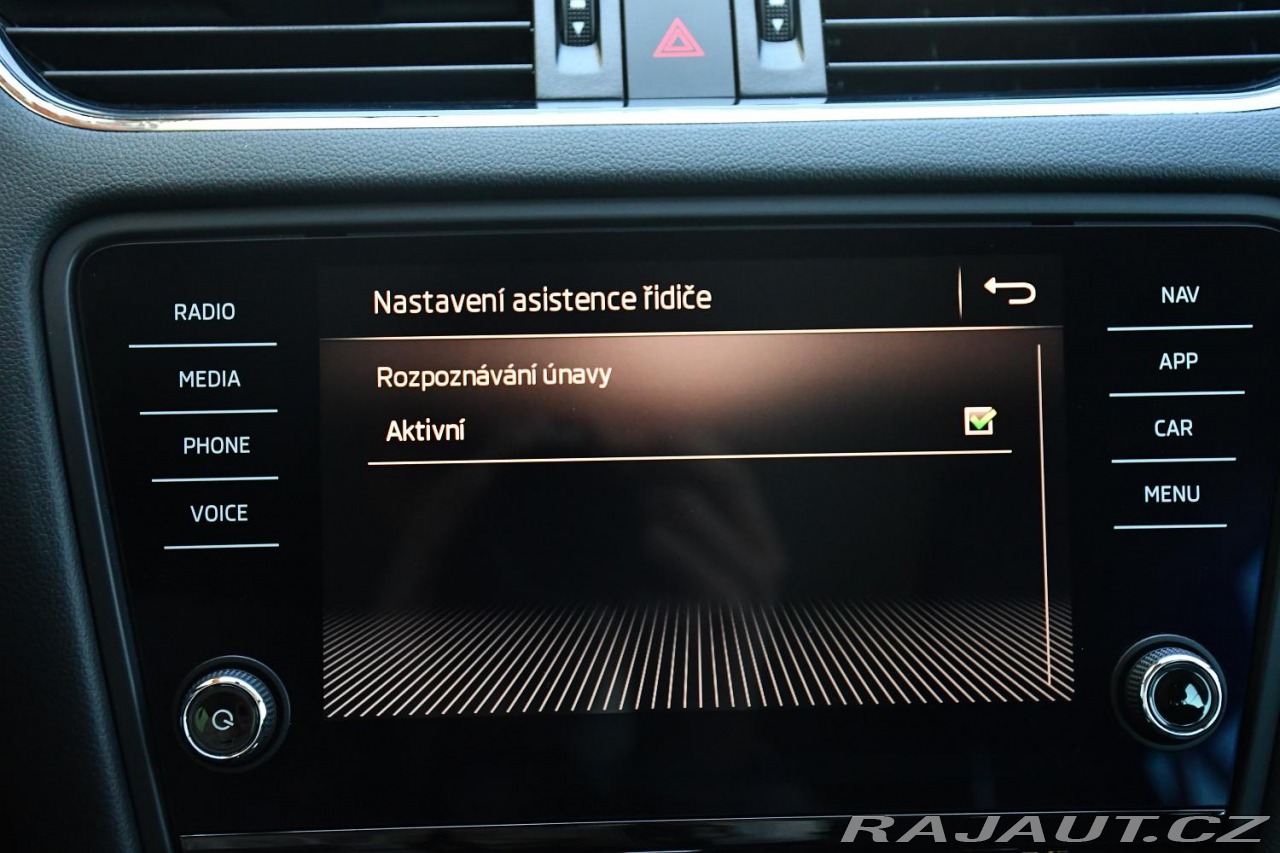 Nastavení asistence řidiče
Rozpoznávání únavy
Aktivní
RADIO
MEDIA
PHONE
VOICE
NAV
APP
CAR
MENU
RAJAUT.CZ